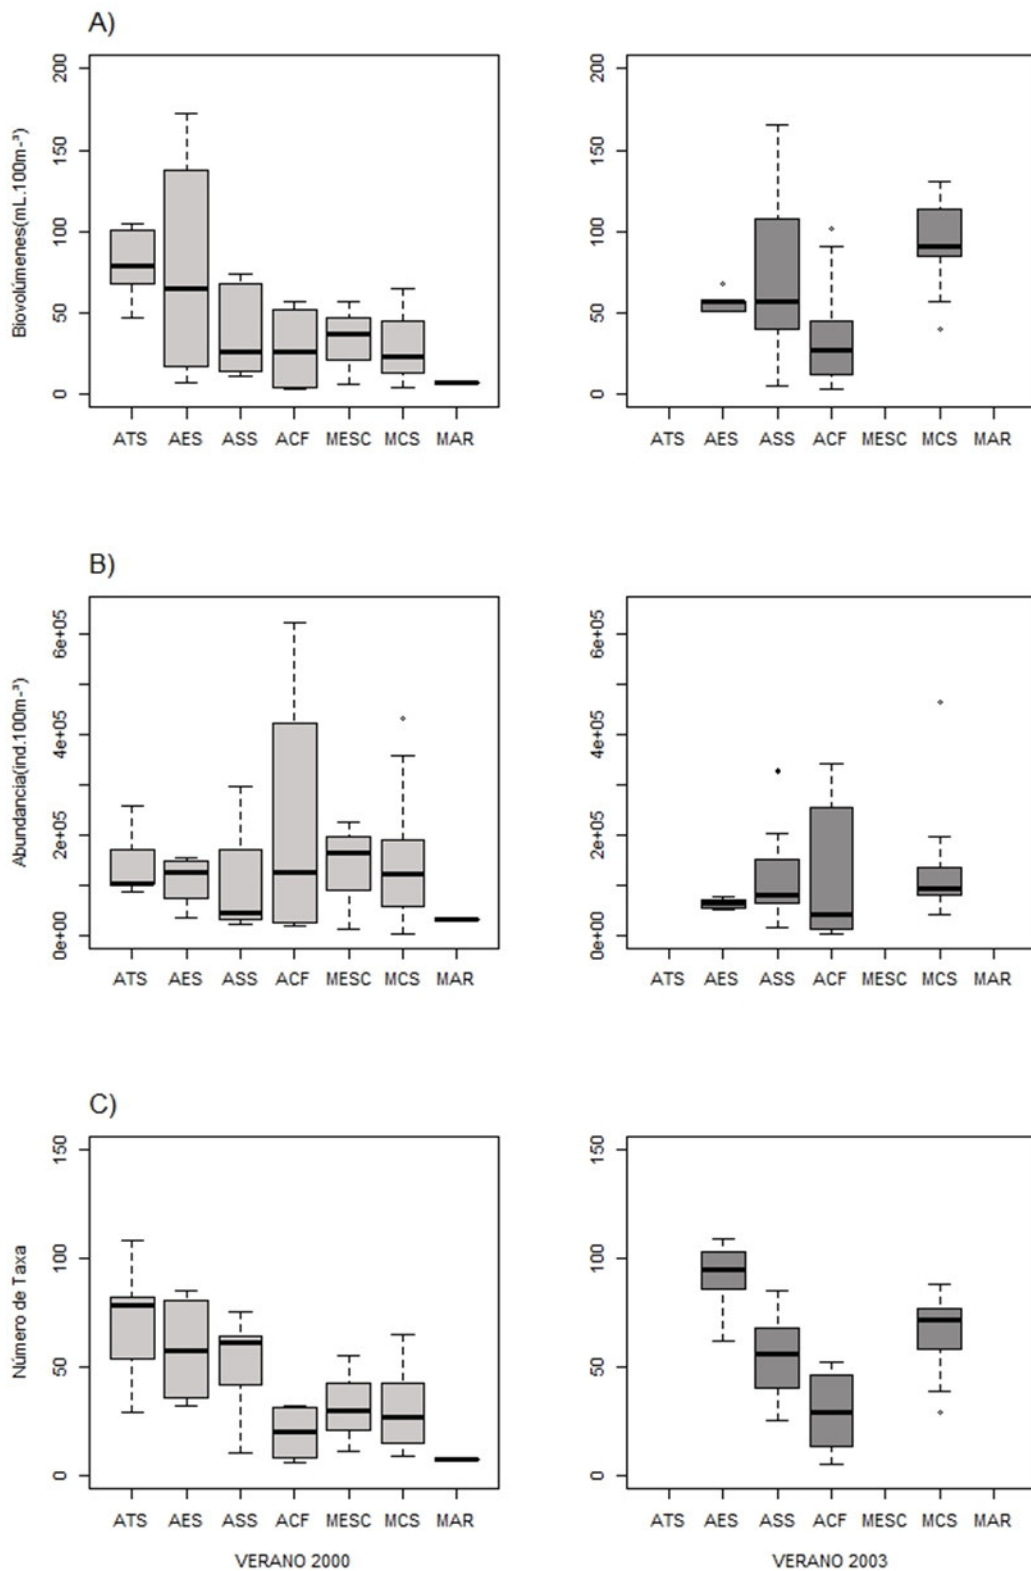 A)
Biovolúmenes(mL.100m-³)
200
150
100
50
0
ATS AES ASS ACF MESC MCS MAR
200
150
100
50
0
ATS AES ASS ACF MESC MCS MAR
B)
Abundancia(ind.100m-³)
6e+05
4e+05
2e+05
0e+00
ATS AES ASS ACF MESC MCS MAR
6e+05
4e+05
2e+05
0e+00
ATS AES ASS ACF MESC MCS MAR
C)
Número de Taxa
150
100
50
0
ATS AES ASS ACF MESC MCS MAR
VERANO 2000
150
100
50
0
ATS AES ASS ACF MESC MCS MAR
VERANO 2003